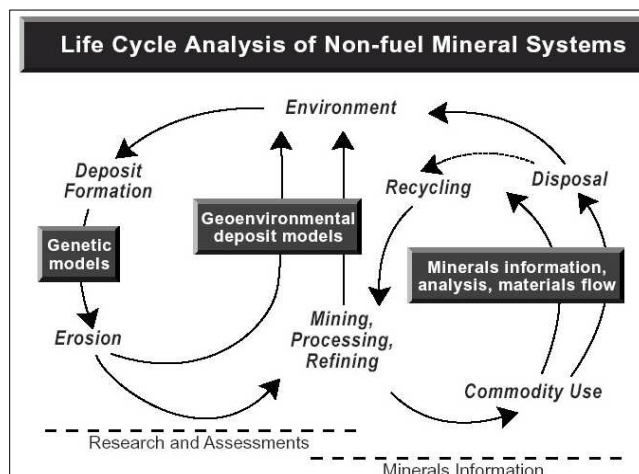 Life Cycle Analysis of Non-fuel Mineral Systems
Environment
Deposit
Formation
Recycling
Disposal
Geoenvironmental
deposit models
Genetic
models
Minerals information,
analysis, materials flow
Erosion
Mining,
Processing,
Refining
Commodity Use
Research and Assessments
Minerals Information